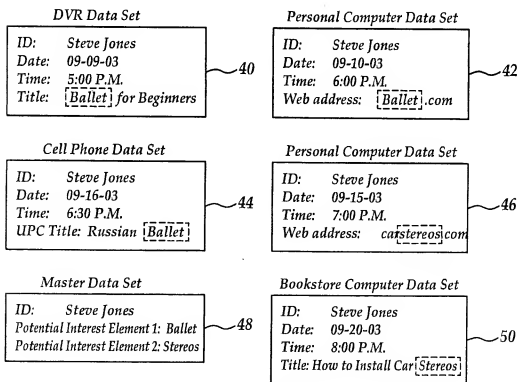 DVR Data Set
ID: Steve Jones
Date: 09-09-03
Time: 5:00 P.M.
Title: Ballet for Beginners
40
Personal Computer Data Set
ID: Steve Jones
Date: 09-10-03
Time: 6:00 P.M.
Web address: Ballet.com
42
Cell Phone Data Set
ID: Steve Jones
Date: 09-16-03
Time: 6:30 P.M.
UPC Title: Russian Ballet
44
Personal Computer Data Set
ID: Steve Jones
Date: 09-15-03
Time: 7:00 P.M.
Web address: carstereos.com
46
Master Data Set
ID: Steve Jones
Potential Interest Element 1: Ballet
Potential Interest Element 2: Stereos
48
Bookstore Computer Data Set
ID: Steve Jones
Date: 09-20-03
Time: 8:00 P.M.
Title: How to Install Car Stereos
50